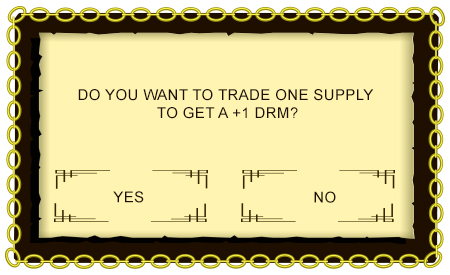 DO YOU WANT TO TRADE ONE SUPPLY
TO GET A +1 DRM?
YES
NO